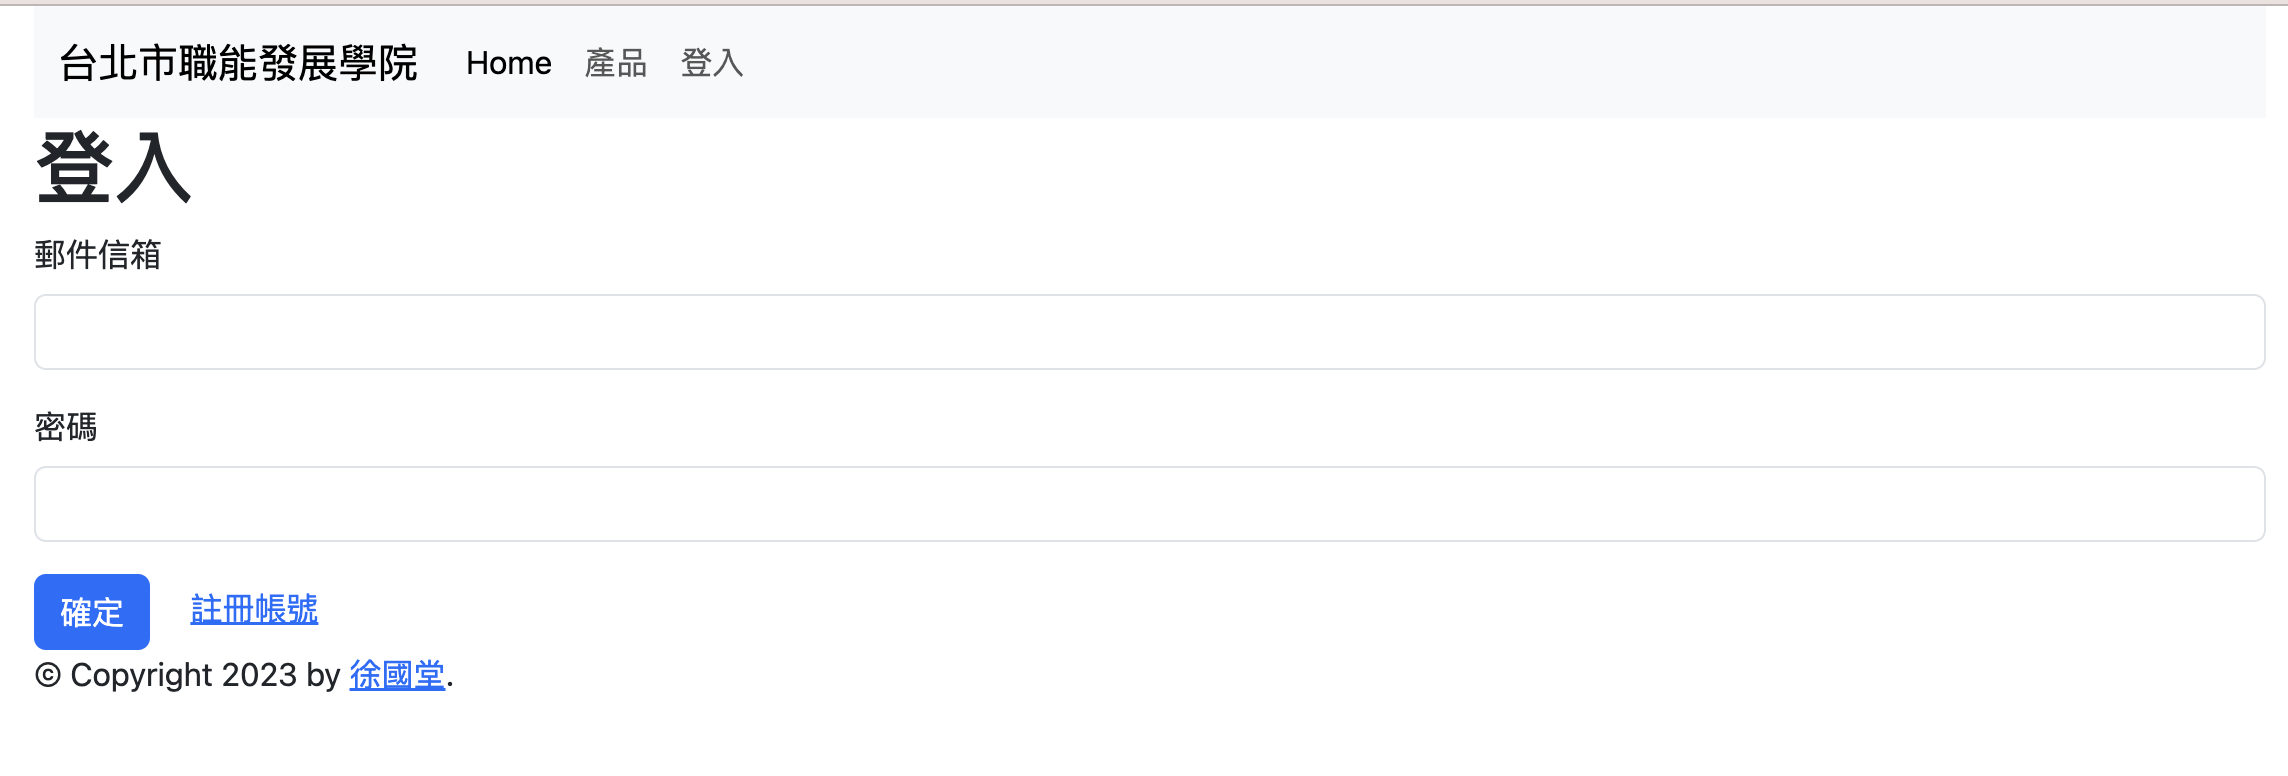 台北市職能發展學院 Home 產品 登入
登入
郵件信箱
密碼
確定 註冊帳號
© Copyright 2023 by 徐國堂.